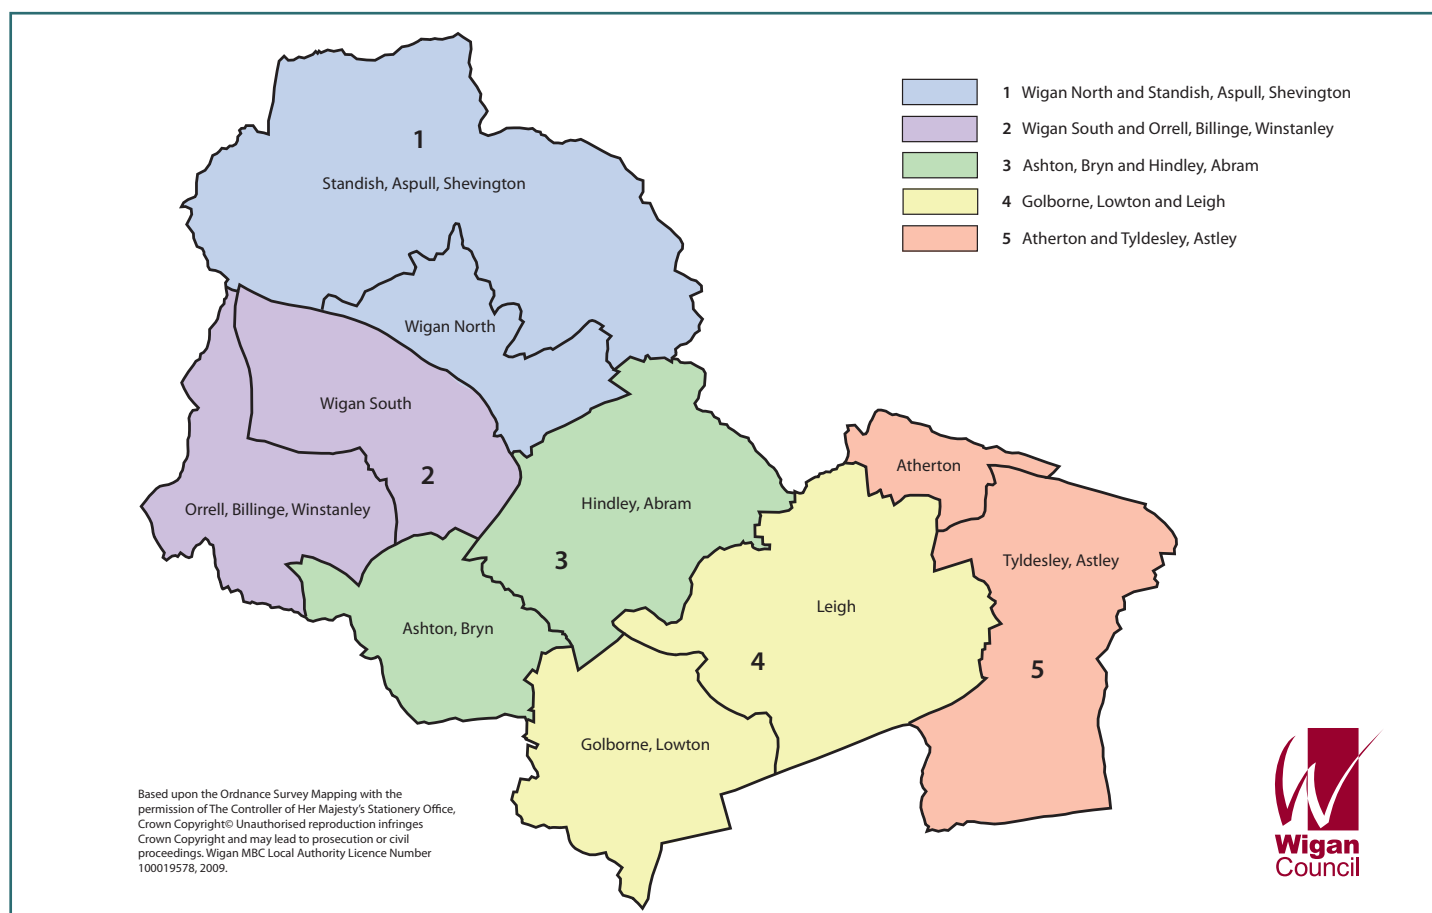 1 Wigan North and Standish, Aspull, Shevington
2 Wigan South and Orrell, Billinge, Winstanley
3 Ashton, Bryn and Hindley, Abram
4 Golborne, Lowton and Leigh
5 Atherton and Tyldesley, Astley
1
Standish, Aspull, Shevington
Wigan North
Wigan South
2
Orrell, Billinge, Winstanley
Hindley, Abram
3
Ashton, Bryn
Atherton
Tyldesley, Astley
Leigh
4
5
Golborne, Lowton
Based upon the Ordnance Survey Mapping with the
permission of The Controller of Her Majesty's Stationery Office,
Crown Copyright© Unauthorised reproduction infringes
Crown Copyright and may lead to prosecution or civil
proceedings. Wigan MBC Local Authority Licence Number
100019578, 2009.
Wigan
Council